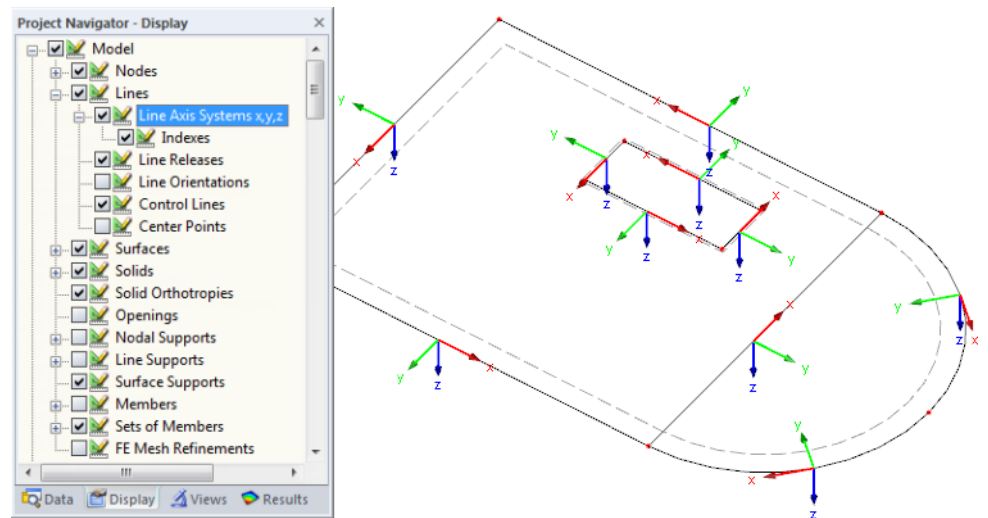 Project Navigator - Display
Model
Nodes
Lines
Line Axis Systems x,y,z
Indexes
Line Releases
Line Orientations
Control Lines
Center Points
Surfaces
Solids
Solid Orthotropies
Openings
Nodal Supports
Line Supports
Surface Supports
Members
Sets of Members
FE Mesh Refinements
Data
Display
Views
Results
y
x
z
x
y
z
y
x
z
x
y
z
y
x
z
x
y
z
y
x
z
x
y
z
y
z
x
y
x
z